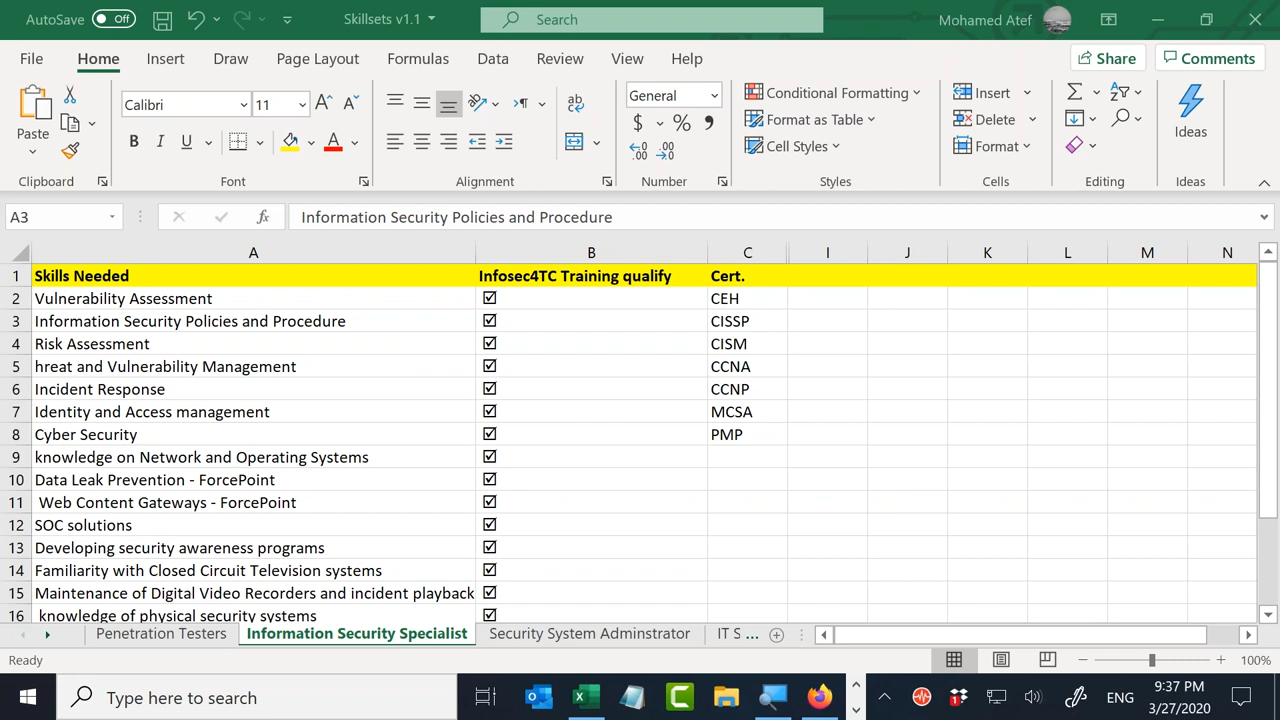 AutoSave Off Skillsets v1.1 Search Mohamed Atef
File Home Insert Draw Page Layout Formulas Data Review View Help Share Comments
Paste Calibri 11 General Conditional Formatting Format as Table Cell Styles Insert Delete Format Ideas
Clipboard Font Alignment Number Styles Cells Editing Ideas
A3 fx Information Security Policies and Procedure
A B C I J K L M N
1 Skills Needed Infosec4TC Training qualify Cert.
2 Vulnerability Assessment ☑ CEH
3 Information Security Policies and Procedure ☑ CISSP
4 Risk Assessment ☑ CISM
5 hreat and Vulnerability Management ☑ CCNA
6 Incident Response ☑ CCNP
7 Identity and Access management ☑ MCSA
8 Cyber Security ☑ PMP
9 knowledge on Network and Operating Systems ☑
10 Data Leak Prevention - ForcePoint ☑
11 Web Content Gateways - ForcePoint ☑
12 SOC solutions ☑
13 Developing security awareness programs ☑
14 Familiarity with Closed Circuit Television systems ☑
15 Maintenance of Digital Video Recorders and incident playback ☑
16 knowledge of physical security systems ☑
Penetration Testers Information Security Specialist Security System Adminstrator IT S ...
Ready 100%
Type here to search ENG 9:37 PM
3/27/2020